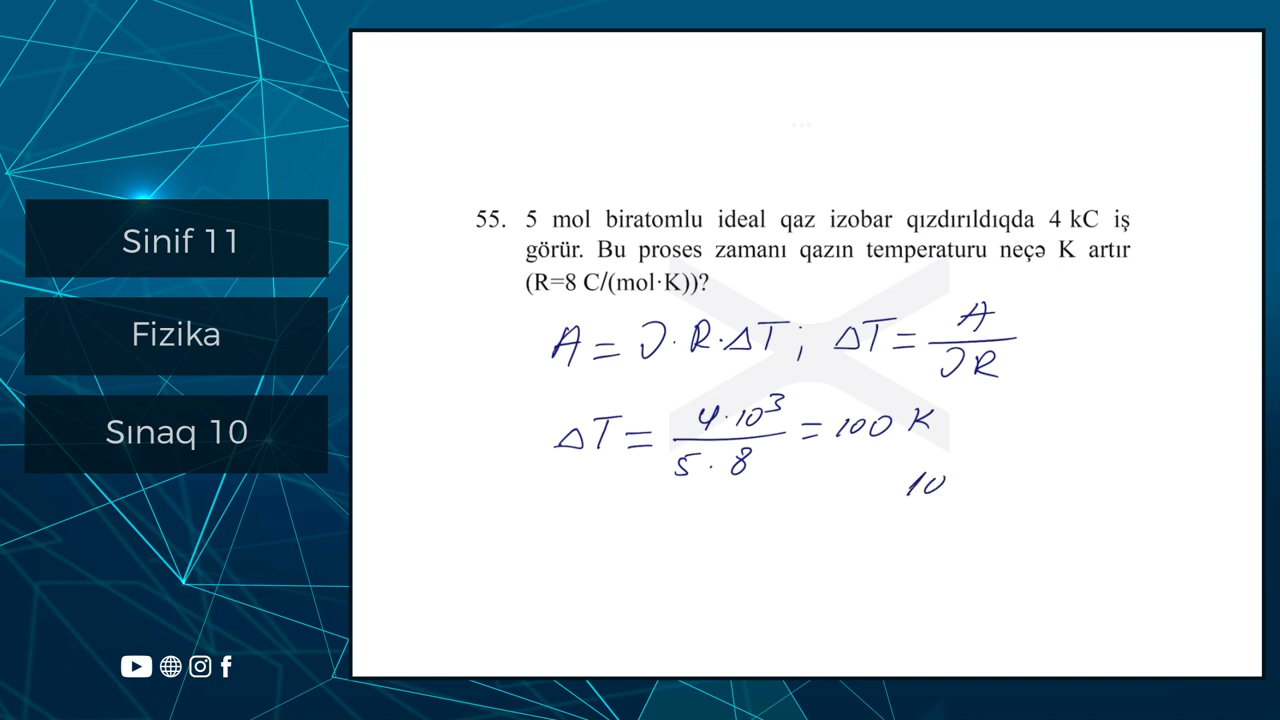 Sinif 11
Fizika
Sınaq 10
55. 5 mol biratomlu ideal qaz izobar qızdırıldıqda 4 kC iş
görür. Bu proses zamanı qazın temperaturu neçə K artır
(R=8 C/(mol·K))?
A = υ·R·ΔT; ΔT = A/υR
ΔT = 4·10³/5·8 = 100 K
10